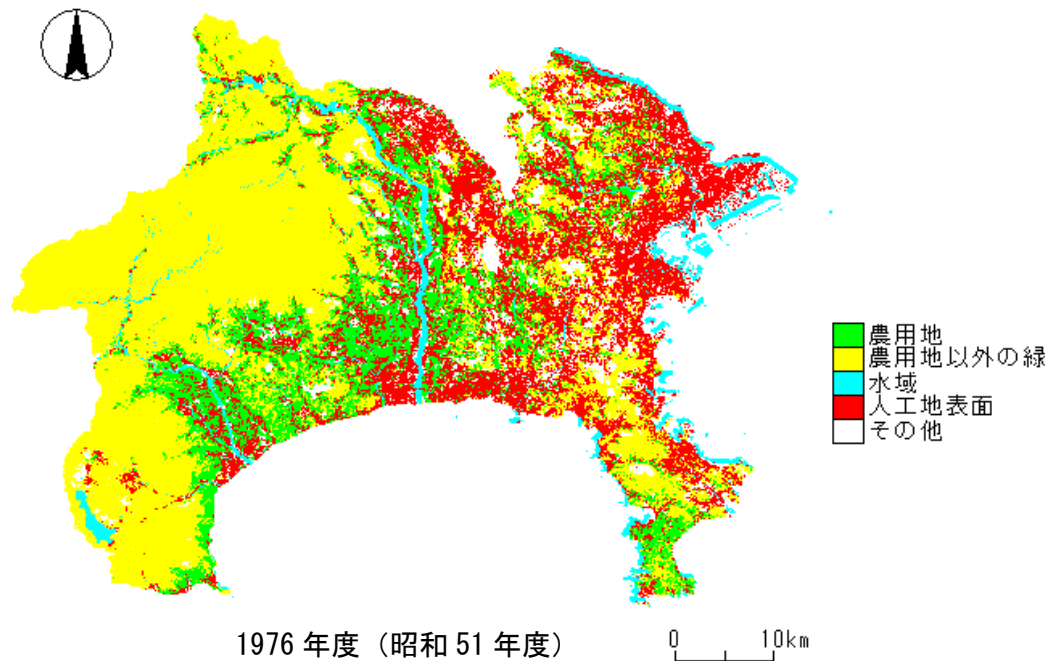 農用地
農用地以外の緑
水域
人工地表面
その他
1976 年度（昭和 51 年度）
0 10km